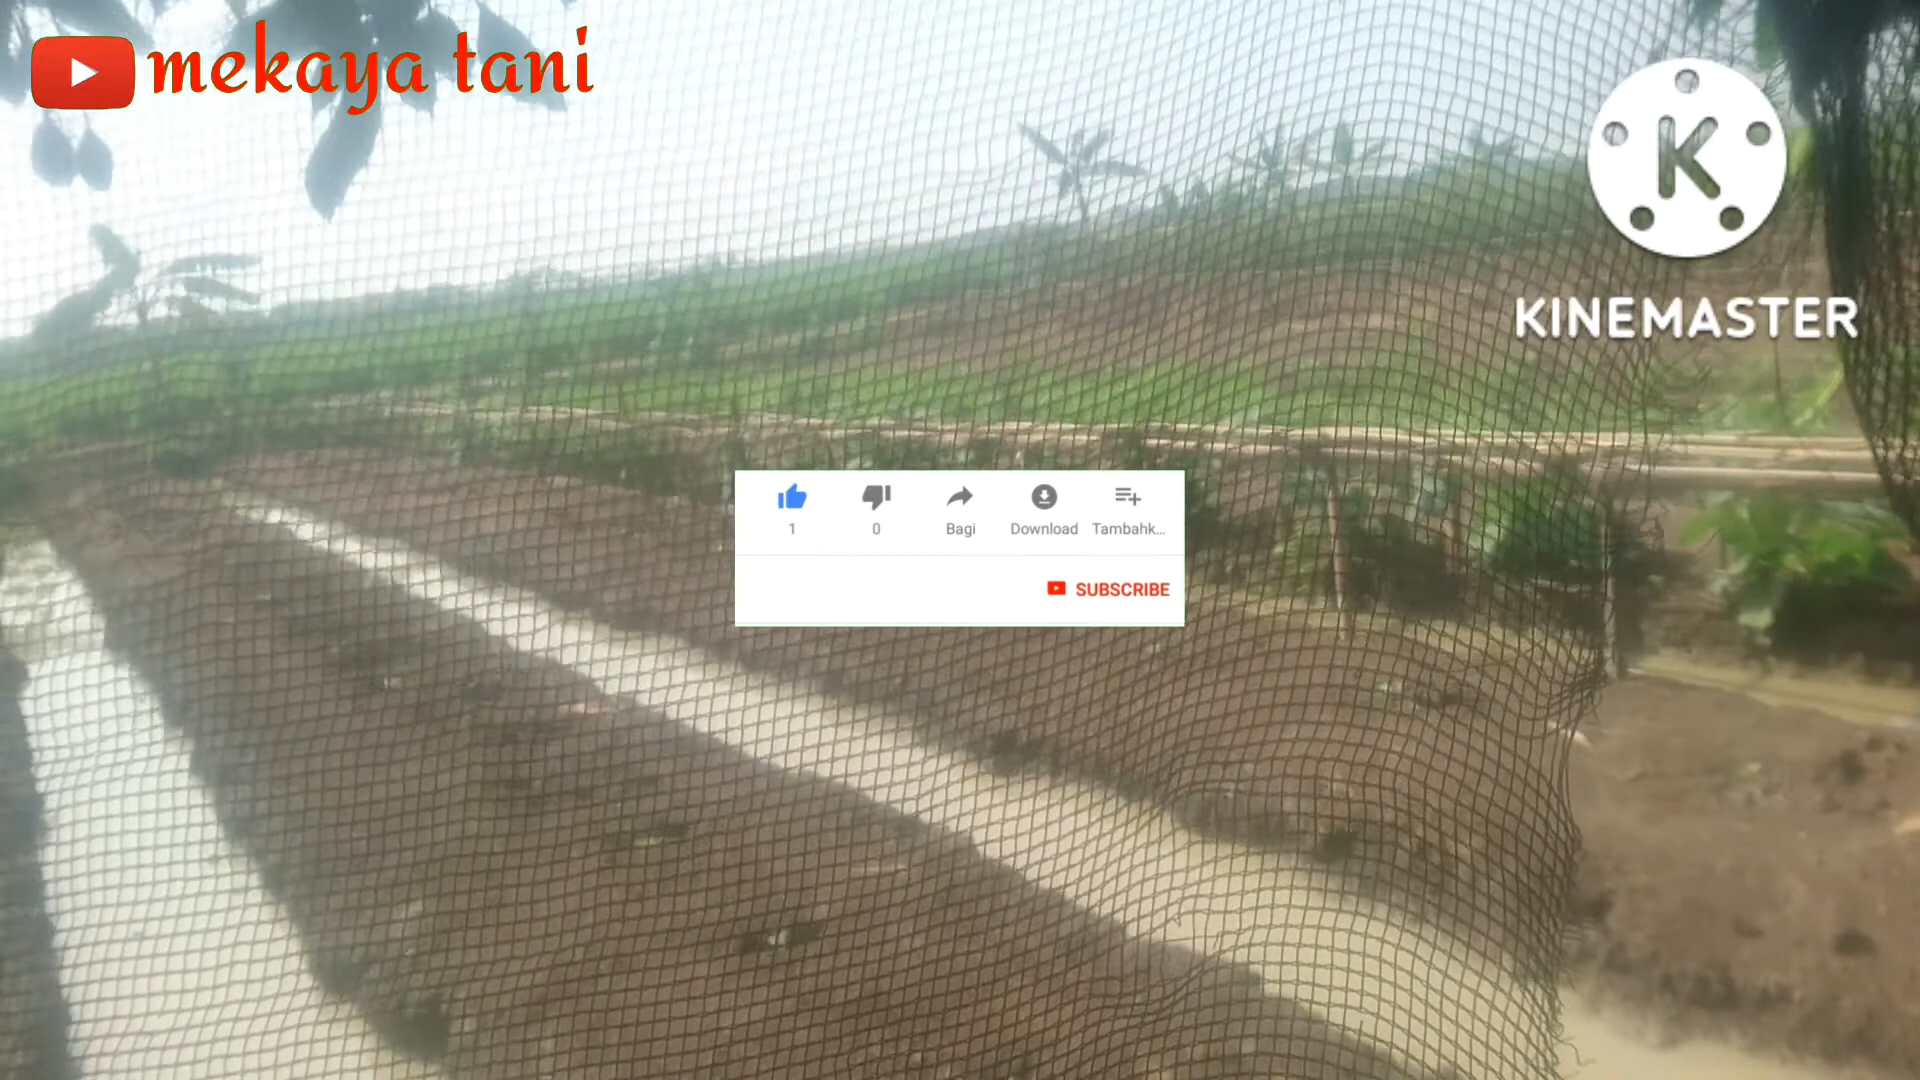 mekaya tani
K
KINEMASTER
1 0 Bagi Download Tambahk...
SUBSCRIBE